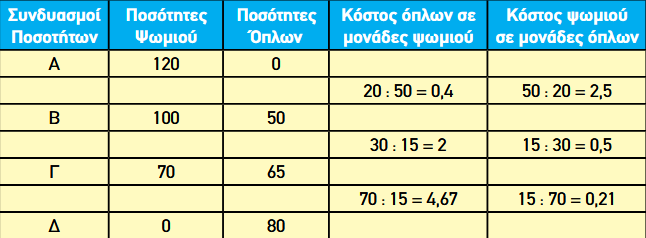 Συνδυασμοί Ποσοτήτων | Ποσότητες Ψωμιού | Ποσότητες Όπλων | Κόστος όπλων σε μονάδες ψωμιού | Κόστος ψωμιού σε μονάδες όπλων
Α | 120 | 0
20 : 50 = 0,4 | 50 : 20 = 2,5
Β | 100 | 50
30 : 15 = 2 | 15 : 30 = 0,5
Γ | 70 | 65
70 : 15 = 4,67 | 15 : 70 = 0,21
Δ | 0 | 80